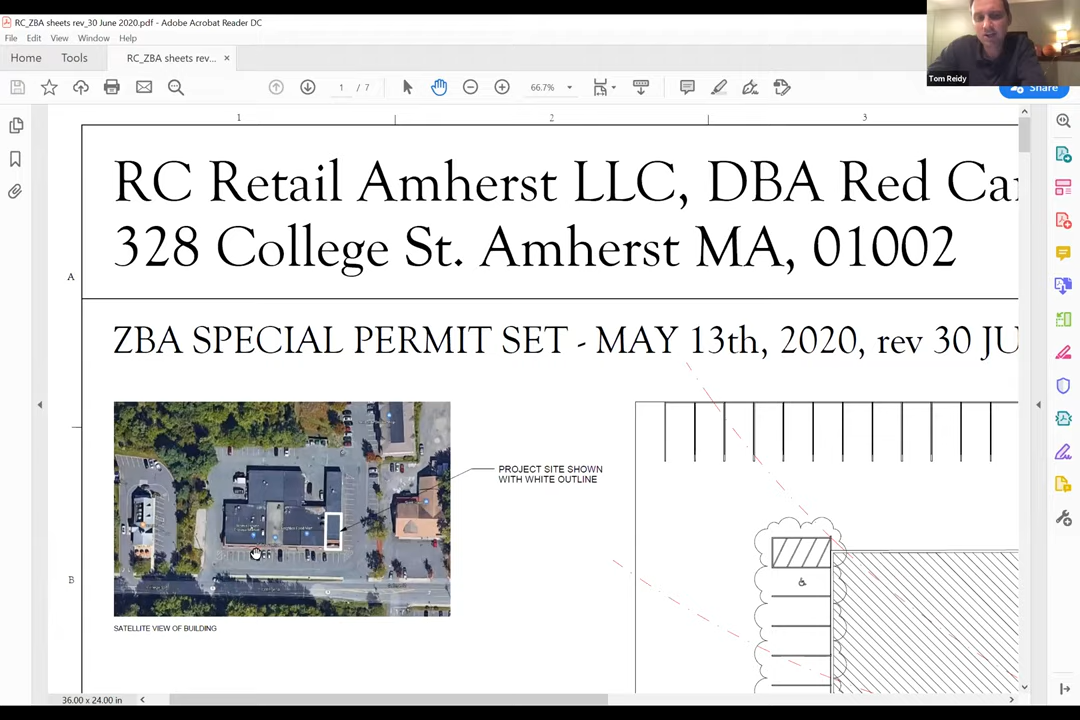 RC_ZBA sheets rev_30 June 2020.pdf - Adobe Acrobat Reader DC
File Edit View Window Help
Home Tools RC_ZBA sheets rev... ×
1 / 7 66.7%
Tom Reidy
Share
1 2 3
RC Retail Amherst LLC, DBA Red Ca
328 College St. Amherst MA, 01002
A
ZBA SPECIAL PERMIT SET - MAY 13th, 2020, rev 30 JU
PROJECT SITE SHOWN
WITH WHITE OUTLINE
B
SATELLITE VIEW OF BUILDING
36.00 x 24.00 in